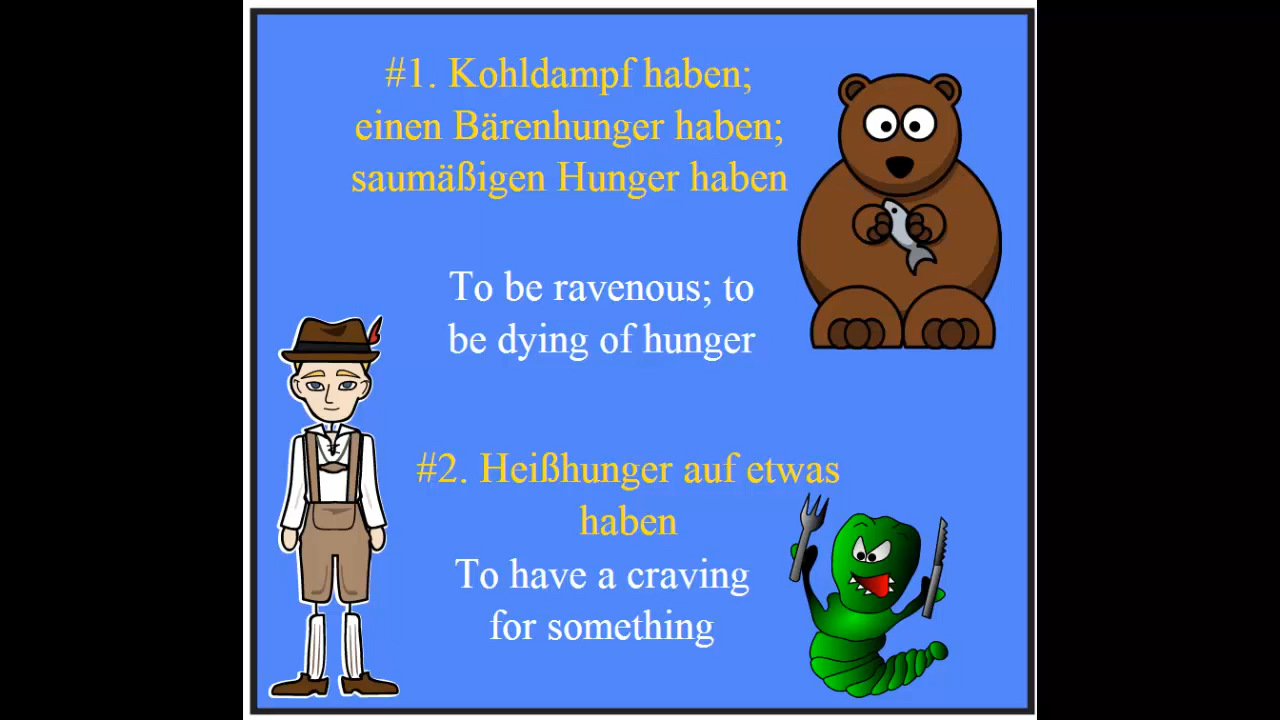 #1. Kohldampf haben;
einen Bärenhunger haben;
saumäßigen Hunger haben
To be ravenous; to
be dying of hunger
#2. Heißhunger auf etwas
haben
To have a craving
for something